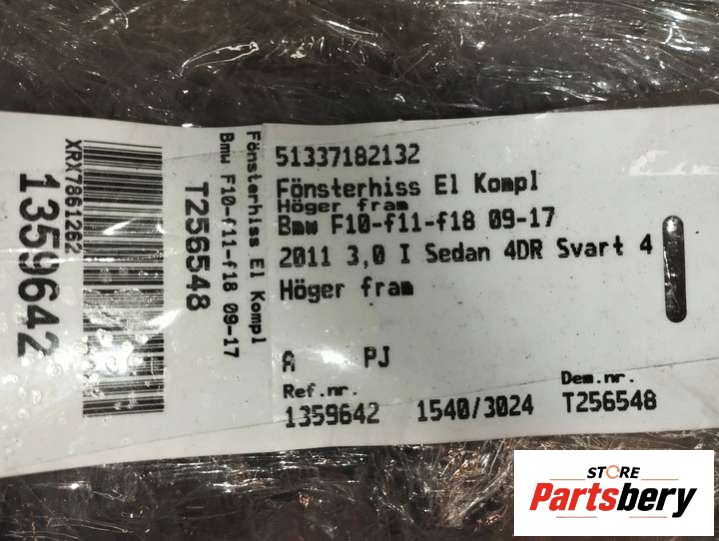 XRX7861262
1359642
Fönsterhiss El Kompl
Bmw F10-f11-f18 09-17
T256548
51337182132
Fönsterhiss El Kompl
Höger fram
Bmw F10-f11-f18 09-17
2011 3,0 I Sedan 4DR Svart 4
Höger fram
A PJ
Ref.nr. Dem.nr.
1359642 1540/3024 T256548
STORE
Partsbery